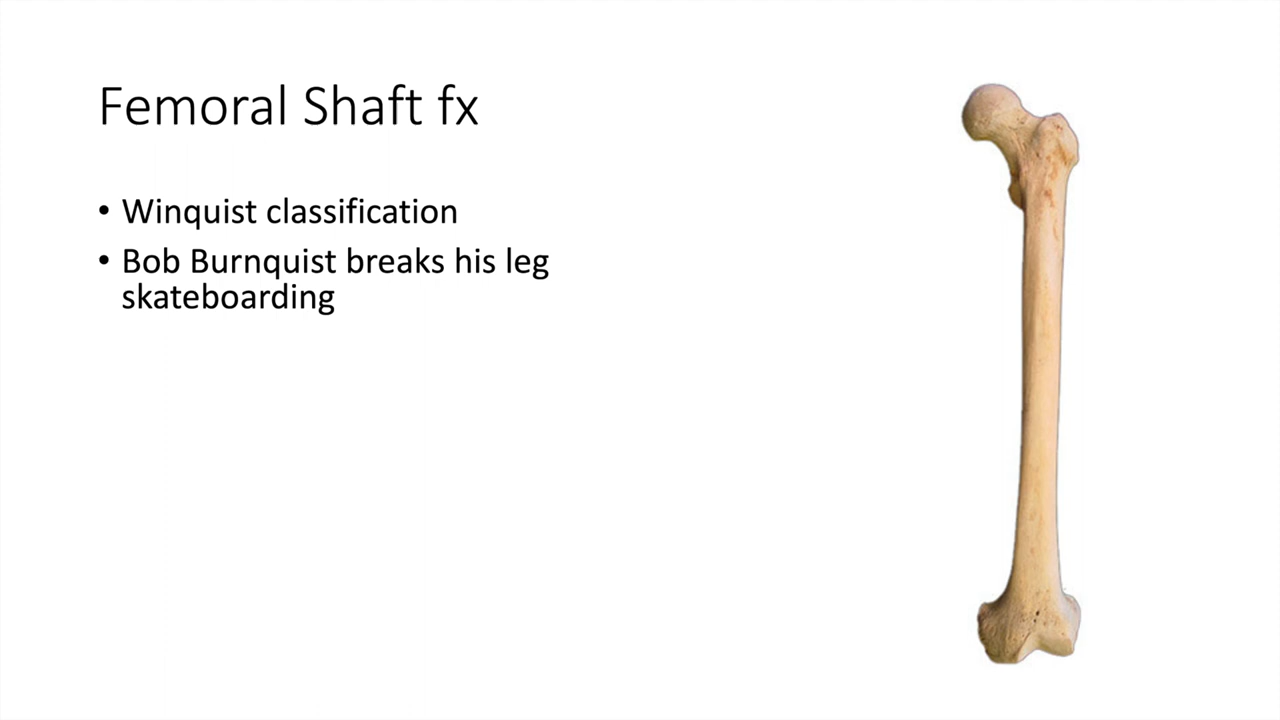 Femoral Shaft fx
• Winquist classification
• Bob Burnquist breaks his leg
skateboarding